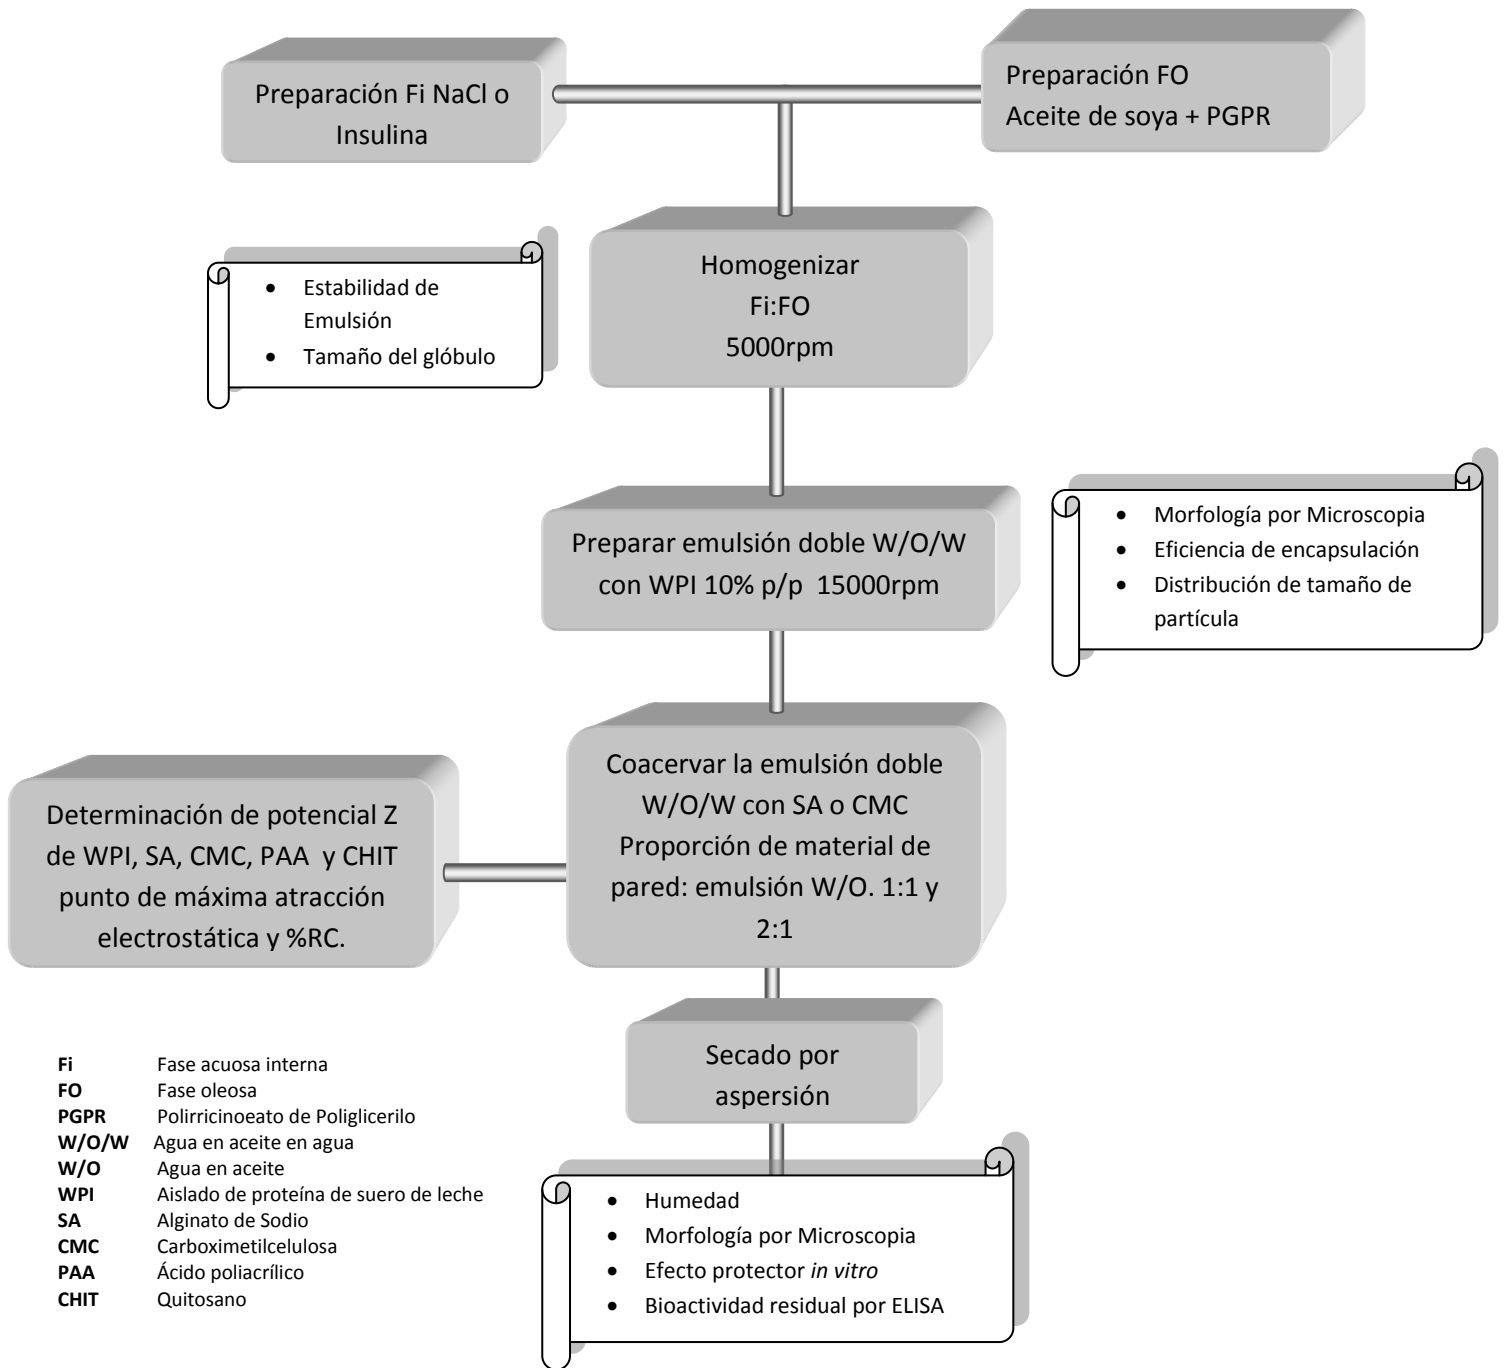 Preparación Fi NaCl o
Insulina
Preparación FO
Aceite de soya + PGPR
Homogenizar
Fi:FO
5000rpm
• Estabilidad de
Emulsión
• Tamaño del glóbulo
Preparar emulsión doble W/O/W
con WPI 10% p/p 15000rpm
• Morfología por Microscopia
• Eficiencia de encapsulación
• Distribución de tamaño de
partícula
Coacervar la emulsión doble
W/O/W con SA o CMC
Proporción de material de
pared: emulsión W/O. 1:1 y
2:1
Determinación de potencial Z
de WPI, SA, CMC, PAA y CHIT
punto de máxima atracción
electrostática y %RC.
Secado por
aspersión
• Humedad
• Morfología por Microscopia
• Efecto protector in vitro
• Bioactividad residual por ELISA
Fi Fase acuosa interna
FO Fase oleosa
PGPR Polirricinoeato de Poliglicerilo
W/O/W Agua en aceite en agua
W/O Agua en aceite
WPI Aislado de proteína de suero de leche
SA Alginato de Sodio
CMC Carboximetilcelulosa
PAA Ácido poliacrílico
CHIT Quitosano